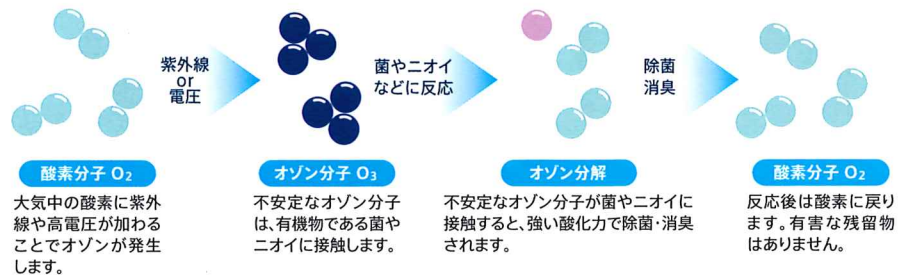 紫外線
or
電圧
菌やニオイ
などに反応
除菌
消臭
酸素分子 O₂
オゾン分子 O₃
オゾン分解
酸素分子 O₂
大気中の酸素に紫外
線や高電圧が加わる
ことでオゾンが発生
します。
不安定なオゾン分子
は、有機物である菌や
ニオイに接触します。
不安定なオゾン分子が菌やニオイに
接触すると、強い酸化力で除菌・消臭
されます。
反応後は酸素に戻り
ます。有害な残留物
はありません。